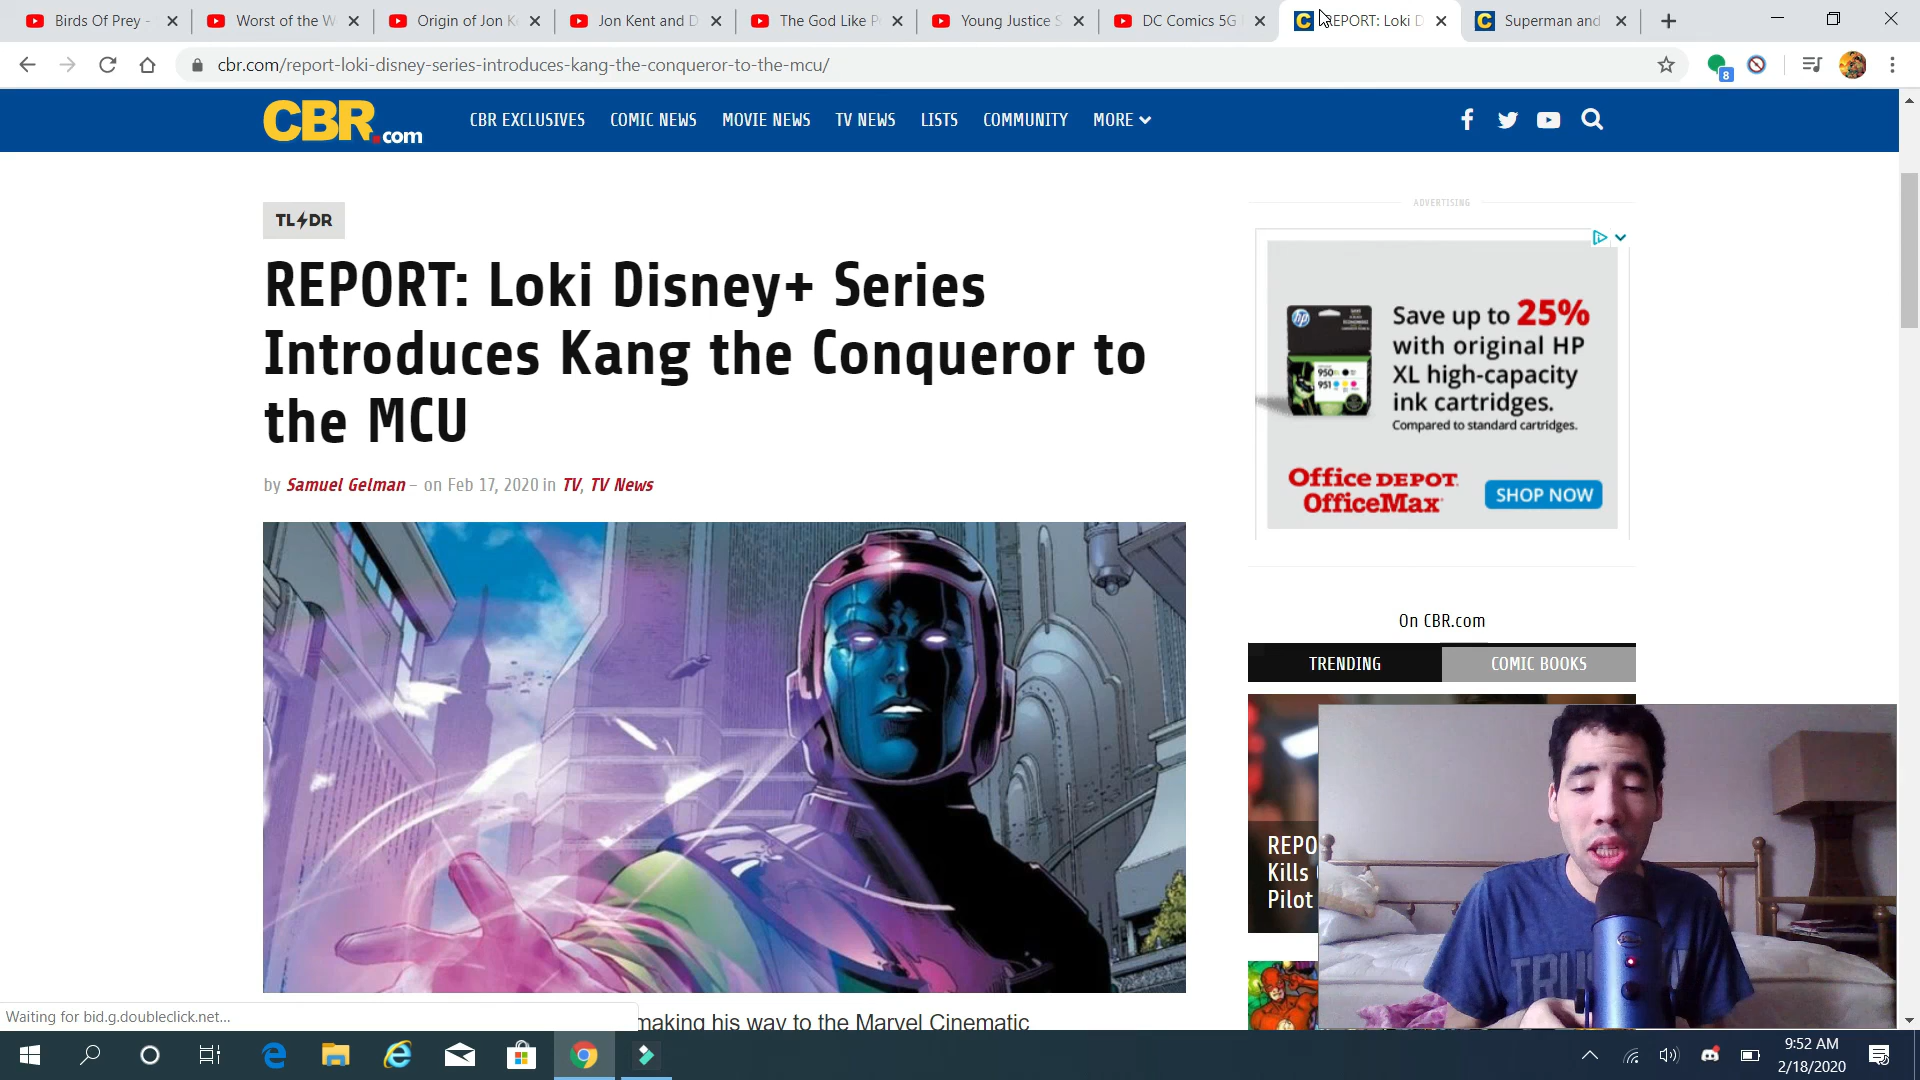 Birds Of Prey -
Worst of the W
Origin of Jon K
Jon Kent and D
The God Like P
Young Justice S
DC Comics 5G
REPORT: Loki D
Superman and
cbr.com/report-loki-disney-series-introduces-kang-the-conqueror-to-the-mcu/
8
CBR.com
CBR EXCLUSIVES
COMIC NEWS
MOVIE NEWS
TV NEWS
LISTS
COMMUNITY
MORE
TL DR
REPORT: Loki Disney+ Series
Introduces Kang the Conqueror to
the MCU
by Samuel Gelman – on Feb 17, 2020 in TV, TV News
ADVERTISING
hp
950XL
951
Save up to 25%
with original HP
XL high-capacity
ink cartridges.
Compared to standard cartridges.
Office DEPOT
OfficeMax
SHOP NOW
On CBR.com
TRENDING
COMIC BOOKS
REPO
Kills
Pilot
making his way to the Marvel Cinematic
Waiting for bid.g.doubleclick.net...
9:52 AM
2/18/2020